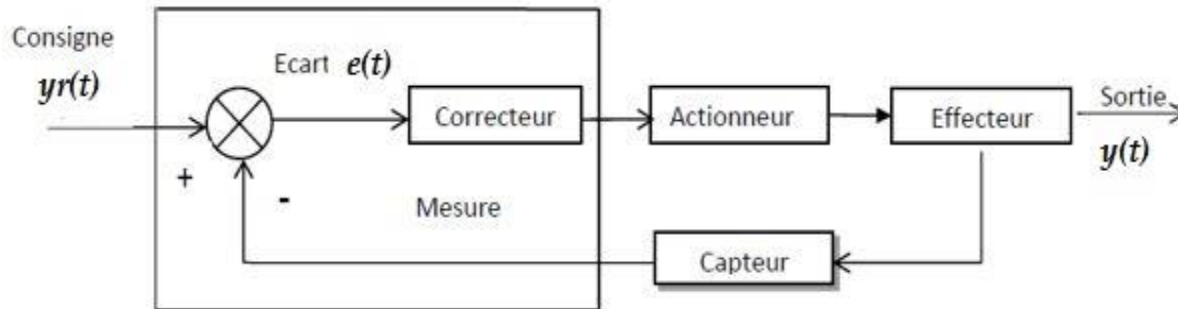 Consigne
yr(t)
Ecart e(t)
Correcteur
Actionneur
Effecteur
Sortie
y(t)
+
-
Mesure
Capteur